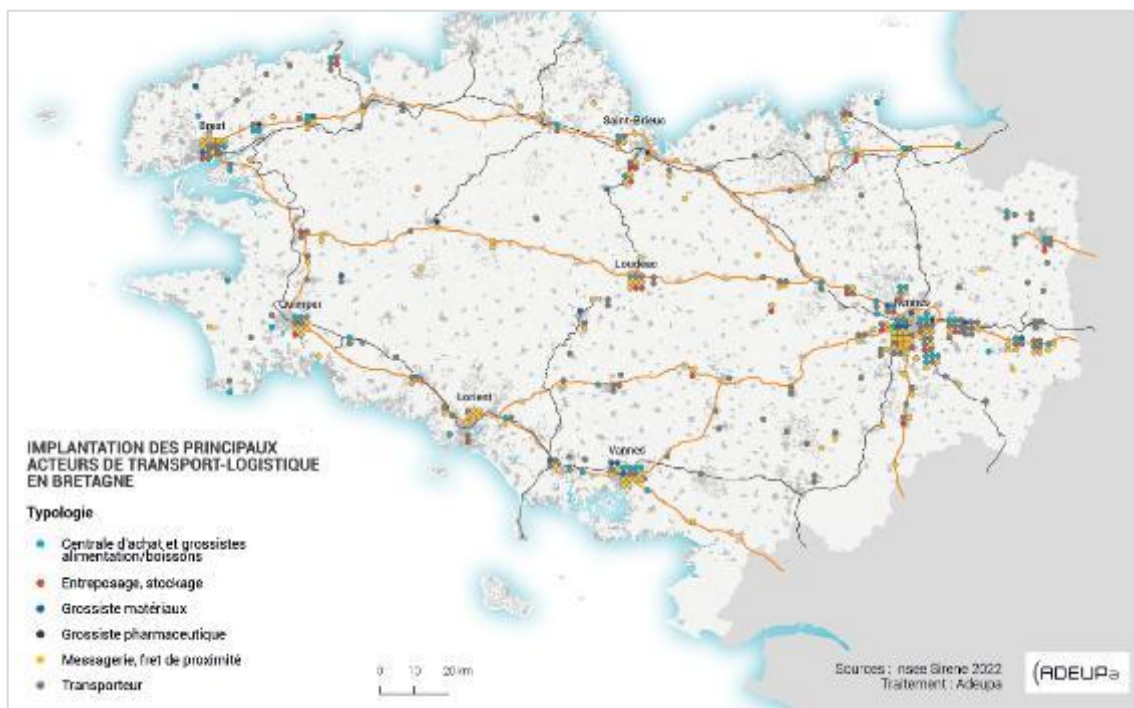 Brest
Saint-Brieuc
Loudéac
Rennes
Quimper
Lorient
Vannes
IMPLANTATION DES PRINCIPAUX
ACTEURS DE TRANSPORT-LOGISTIQUE
EN BRETAGNE
Typologie
Centrale d'achat et grossistes
alimentation/boissons
Entreposage, stockage
Grossiste matériaux
Grossiste pharmaceutique
Messagerie, fret de proximité
Transporteur
0 10 20 km
Sources : Insee Sirene 2022
Traitement : Adeupa
(ADEUPa